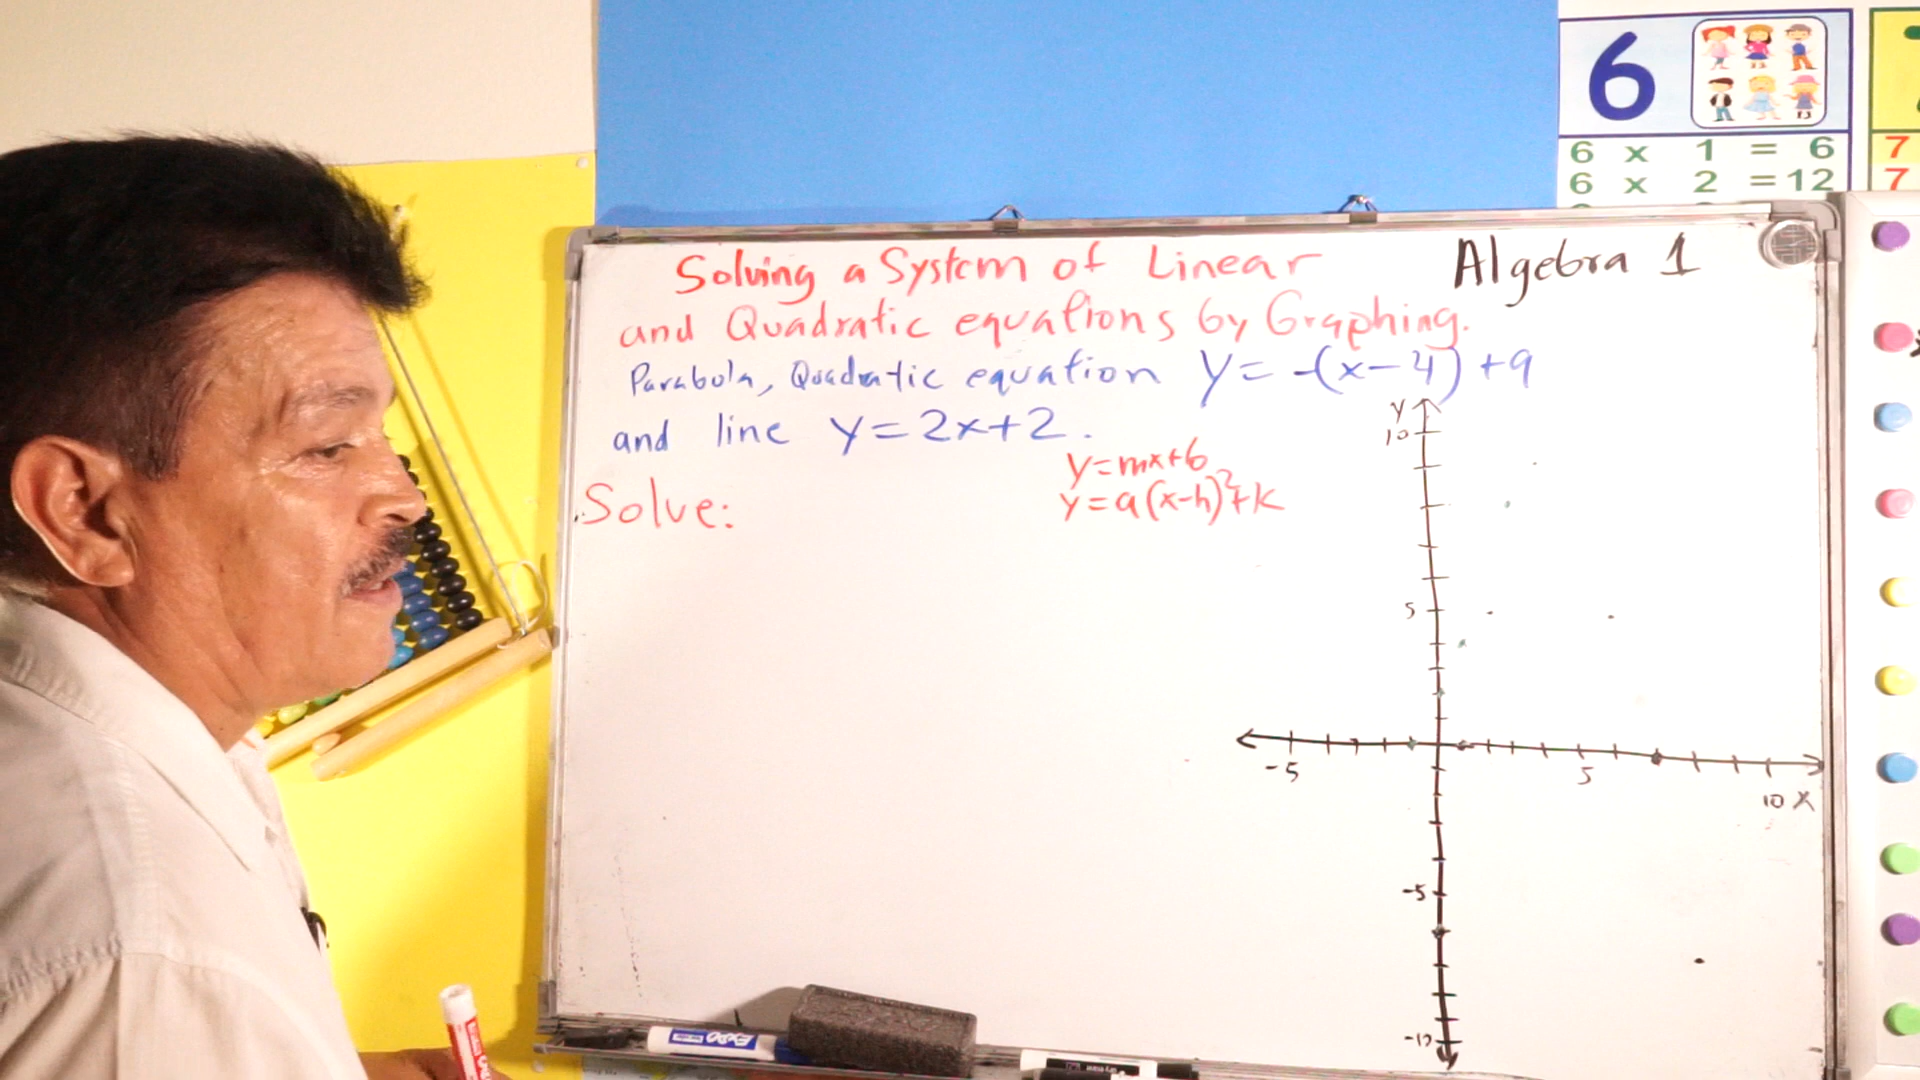 6
6 x 1 = 6
6 x 2 = 12
7
7
Solving a System of Linear
Algebra 1
and Quadratic equations by Graphing.
Parabola, Quadratic equation y = -(x-4)+9
and line y=2x+2.
y=mx+b
y=a(x-h)²+k
Solve:
y
10
5
-5
5
10 x
-5
-10
EXPO